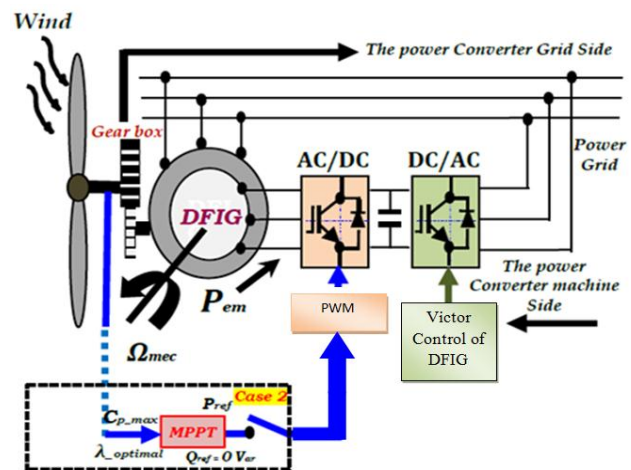 Wind
The power Converter Grid Side
Gear box
AC/DC
DC/AC
Power
Grid
DFIG
The power
Converter machine
Side
Pem
PWM
Victor
Control of
DFIG
Ωmec
Cp_max
Pref
Case 2
MPPT
λ_optimal
Qref = 0 Var